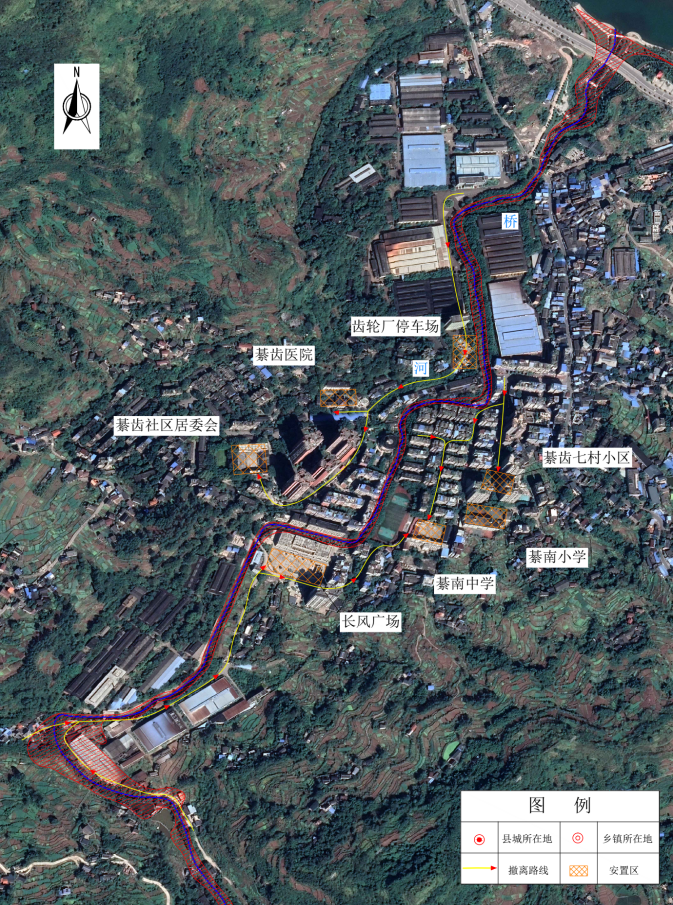 N
桥
齿轮厂停车场
綦齿医院
河
綦齿社区居委会
綦齿七村小区
綦南小学
綦南中学
长风广场
图 例
县城所在地
乡镇所在地
撤离路线
安置区